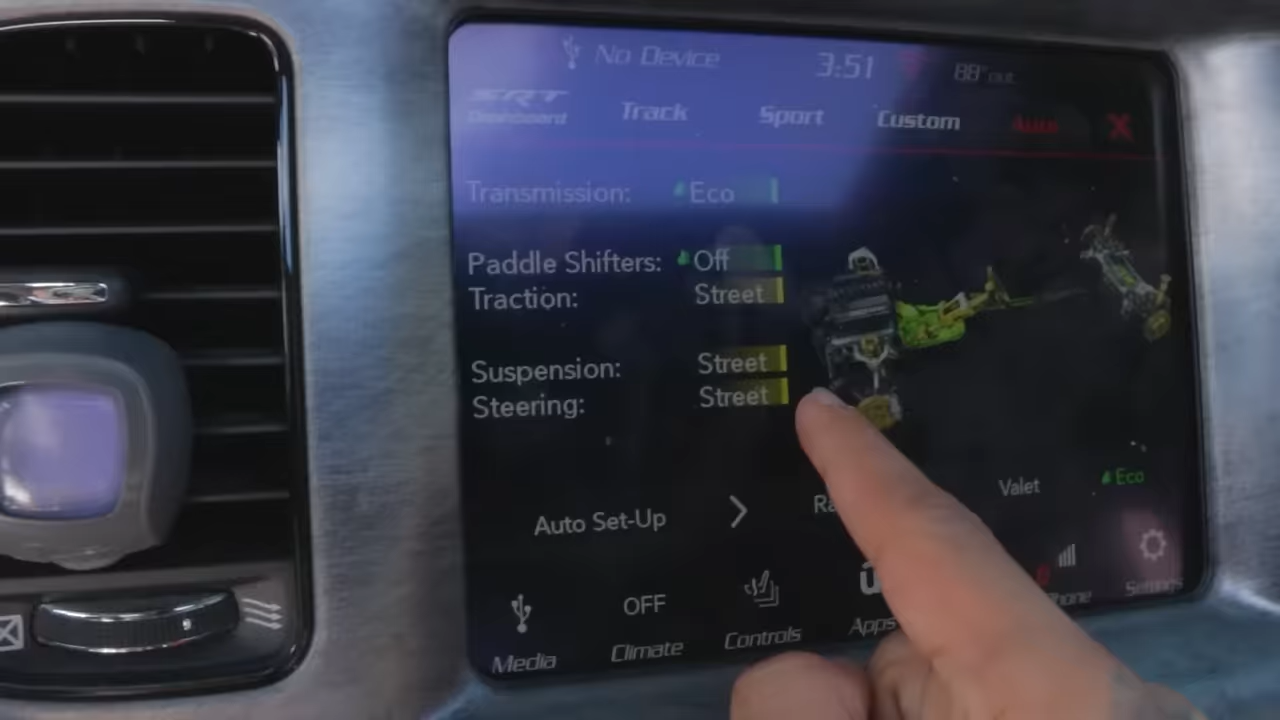 No Device 3:51 88° out
SRT Dashboard Track Sport Custom Auto X
Transmission: Eco
Paddle Shifters: Off
Traction: Street
Suspension: Street
Steering: Street
Auto Set-Up Valet Eco
OFF
Media Climate Controls Apps Settings